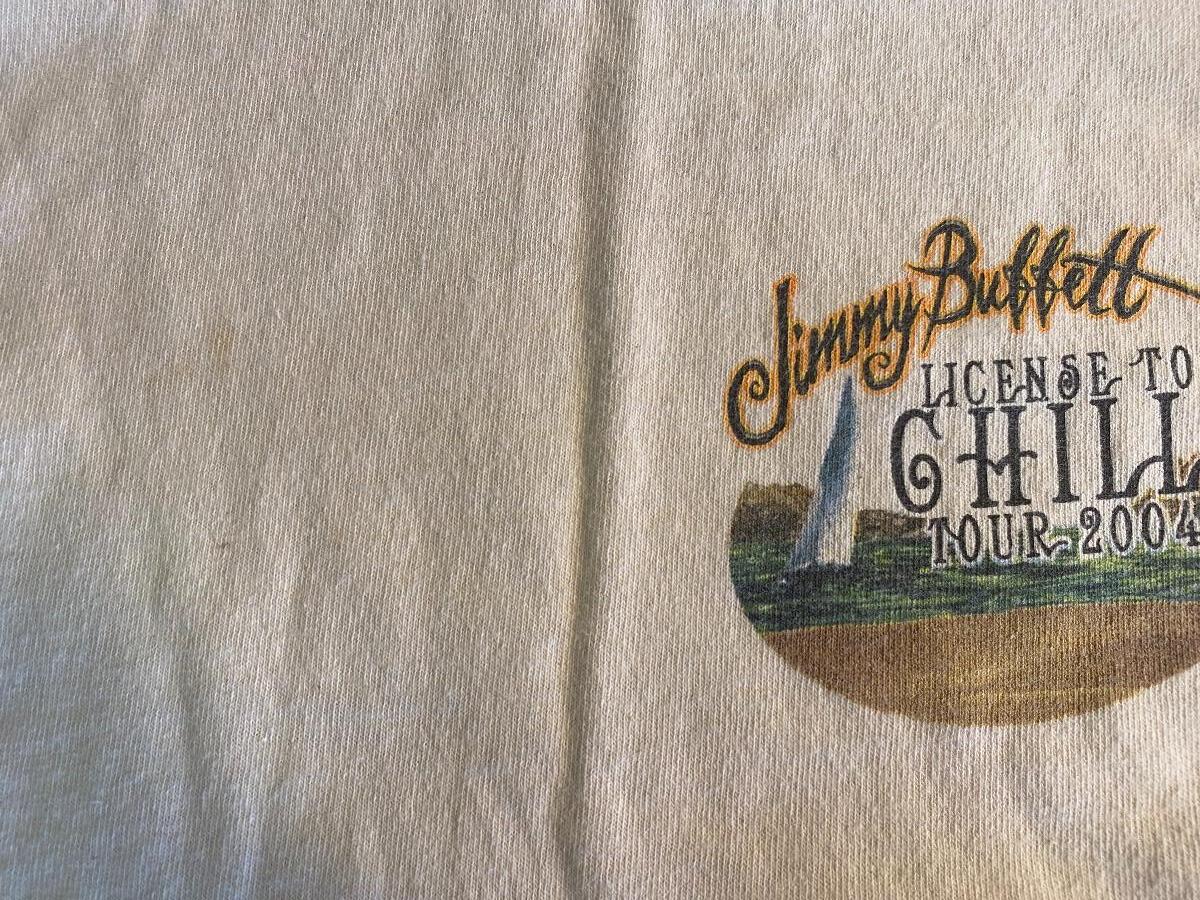 Jimmy Buffett
LICENSE TO
CHILL
TOUR 2004